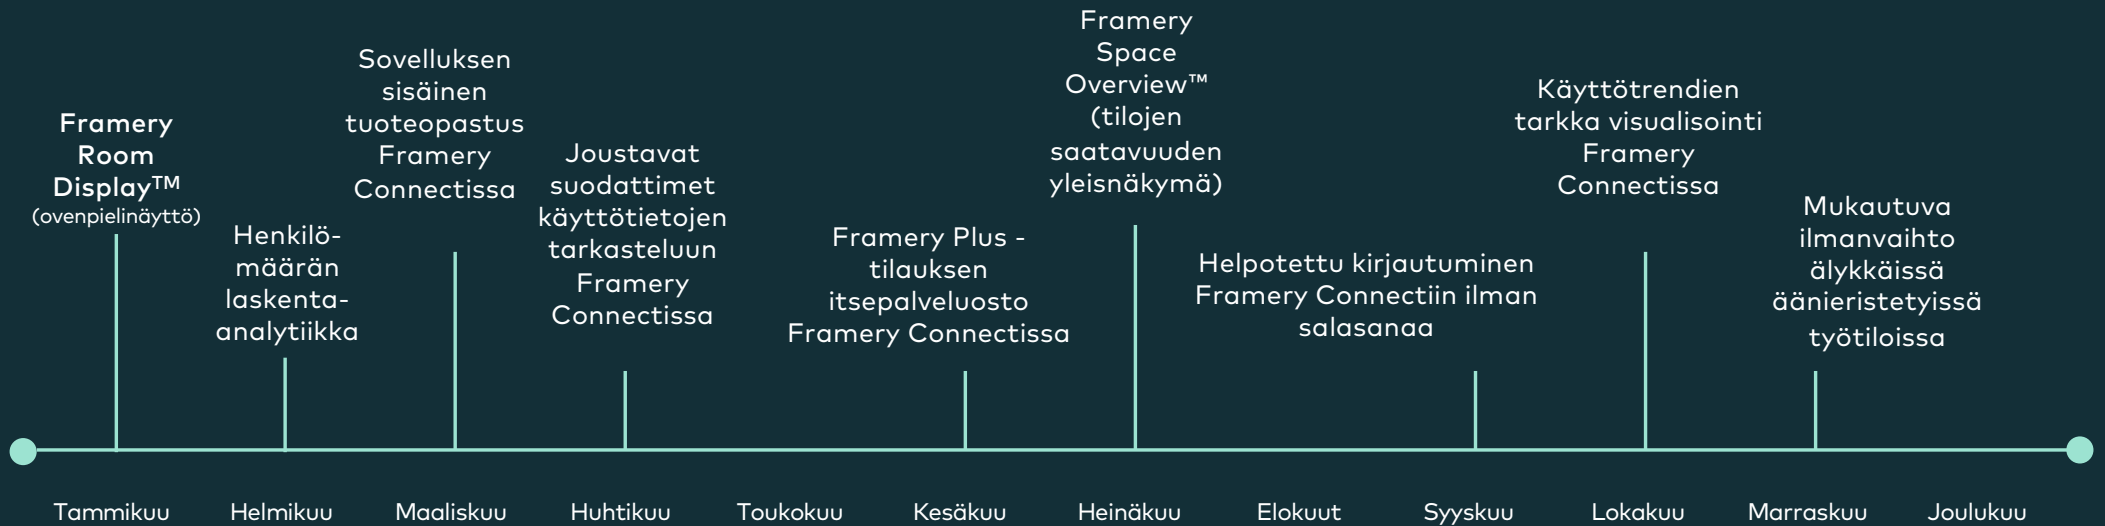 Framery
Room
Display™
(ovenpielinäyttö)
Henkilö-
määrän
laskenta-
analytiikka
Sovelluksen
sisäinen
tuoteopastus
Framery
Connectissa
Joustavat
suodattimet
käyttötietojen
tarkasteluun
Framery
Connectissa
Framery Plus -
tilauksen
itsepalveluosto
Framery Connectissa
Framery
Space
Overview™
(tilojen
saatavuuden
yleisnäkymä)
Helpotettu kirjautuminen
Framery Connectiin ilman
salasanaa
Käyttötrendien
tarkka visualisointi
Framery
Connectissa
Mukautuva
ilmanvaihto
älykkäissä
äänieristetyissä
työtiloissa
Tammikuu
Helmikuu
Maaliskuu
Huhtikuu
Toukokuu
Kesäkuu
Heinäkuu
Elokuut
Syyskuu
Lokakuu
Marraskuu
Joulukuu